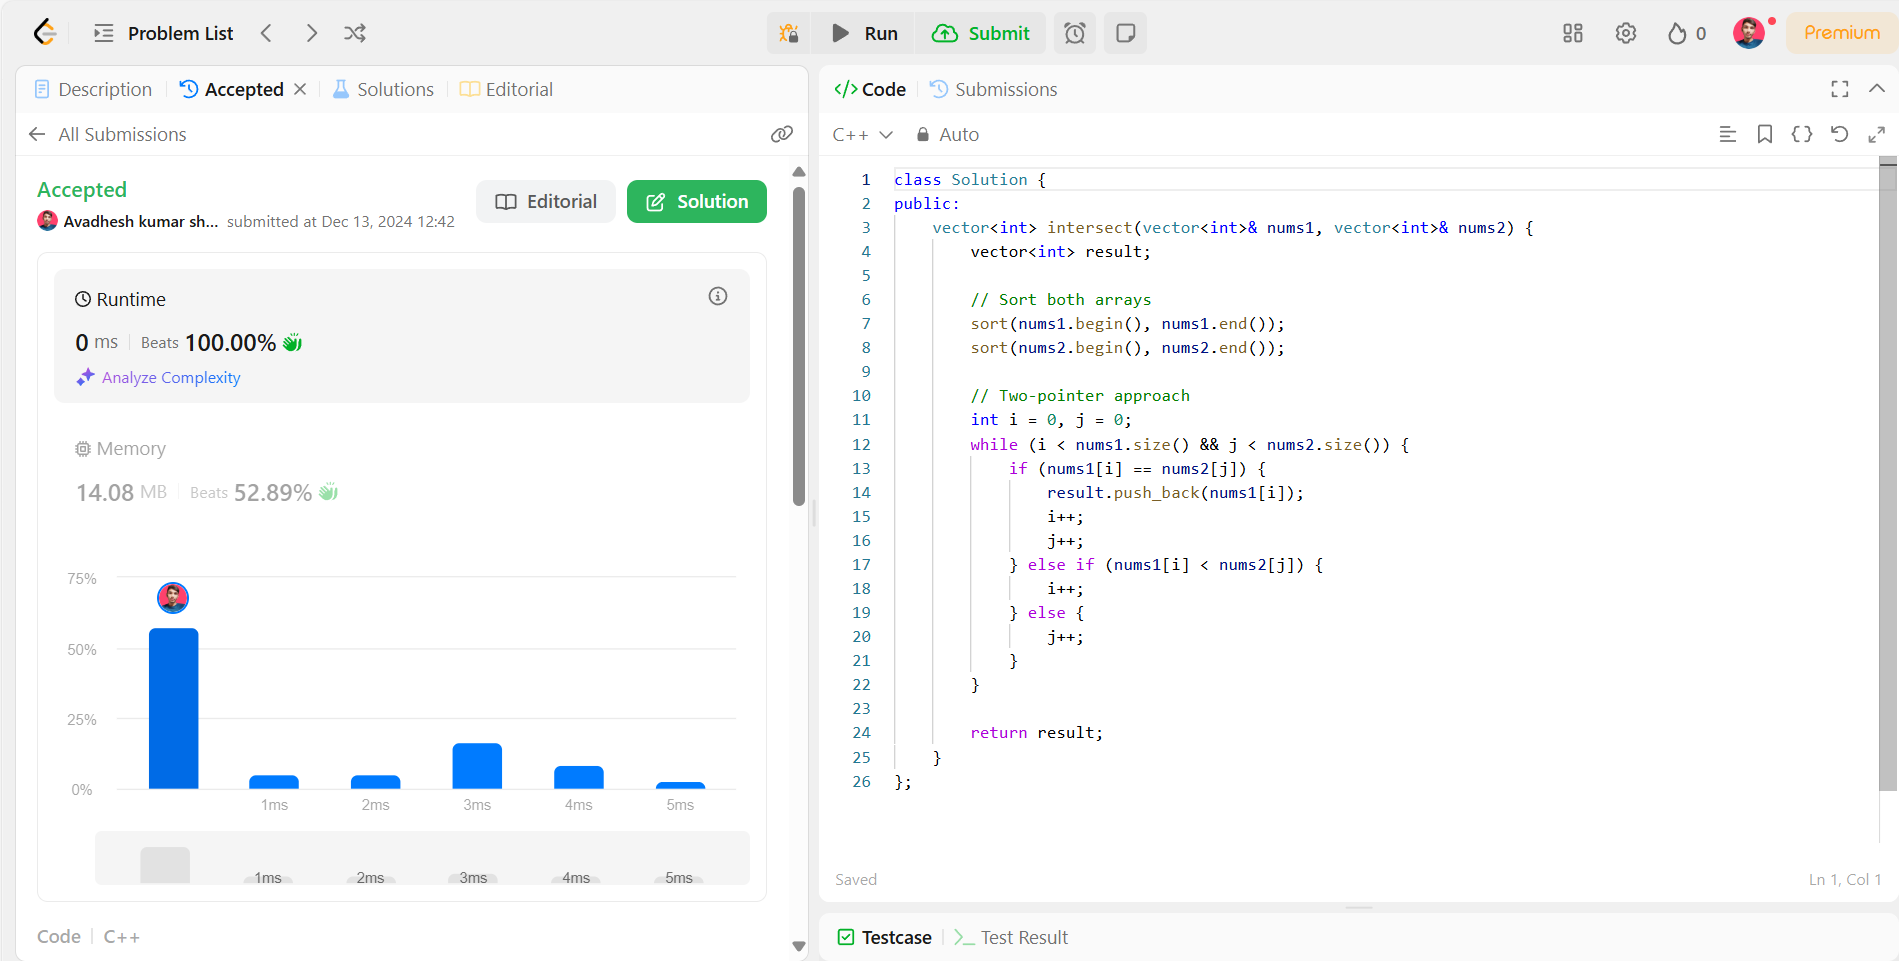 Problem List
Run
Submit
0
Premium
Description
Accepted
Solutions
Editorial
All Submissions
Accepted
Avadhesh kumar sh... submitted at Dec 13, 2024 12:42
Editorial
Solution
Runtime
0 ms Beats 100.00%
Analyze Complexity
Memory
14.08 MB Beats 52.89%
75%
50%
25%
0%
1ms 2ms 3ms 4ms 5ms
1ms 2ms 3ms 4ms 5ms
Code C++
</> Code
Submissions
C++ Auto
1 class Solution {
2 public:
3     vector<int> intersect(vector<int>& nums1, vector<int>& nums2) {
4         vector<int> result;
5
6         // Sort both arrays
7         sort(nums1.begin(), nums1.end());
8         sort(nums2.begin(), nums2.end());
9
10         // Two-pointer approach
11         int i = 0, j = 0;
12         while (i < nums1.size() && j < nums2.size()) {
13             if (nums1[i] == nums2[j]) {
14                 result.push_back(nums1[i]);
15                 i++;
16                 j++;
17             } else if (nums1[i] < nums2[j]) {
18                 i++;
19             } else {
20                 j++;
21             }
22         }
23
24         return result;
25     }
26 };
Saved
Ln 1, Col 1
Testcase
Test Result